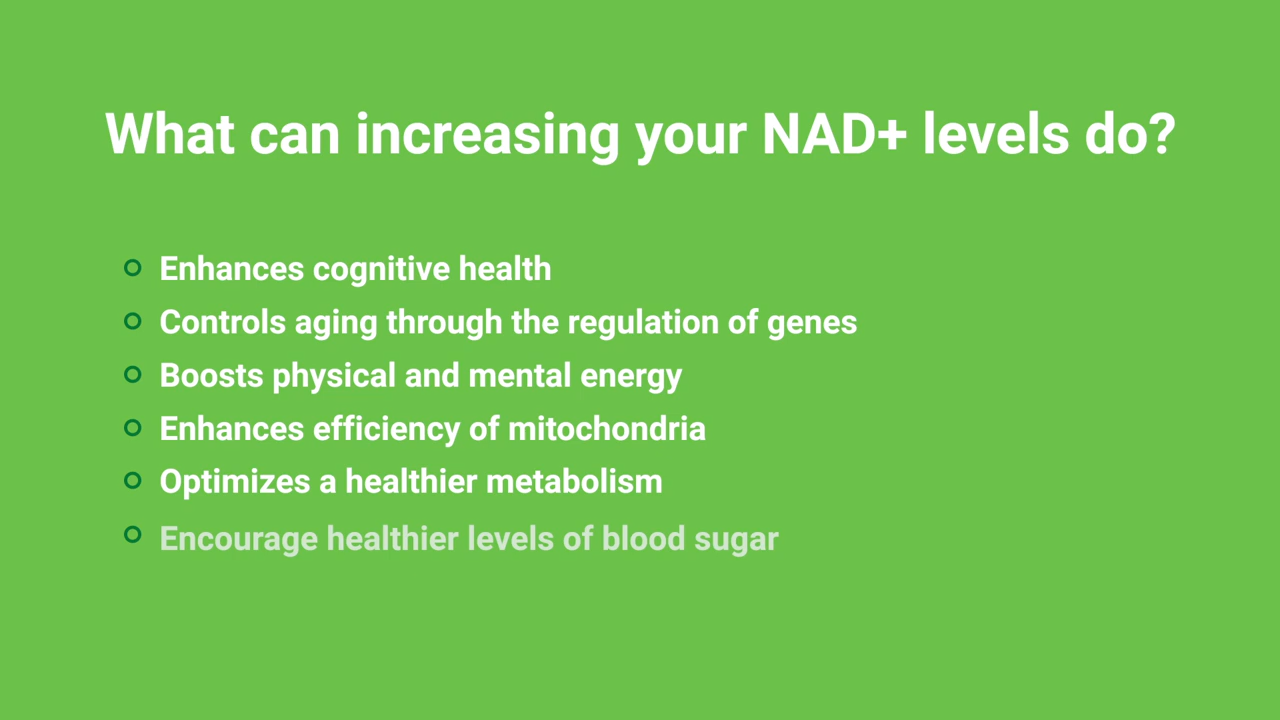 What can increasing your NAD+ levels do?
Enhances cognitive health
Controls aging through the regulation of genes
Boosts physical and mental energy
Enhances efficiency of mitochondria
Optimizes a healthier metabolism
Encourage healthier levels of blood sugar